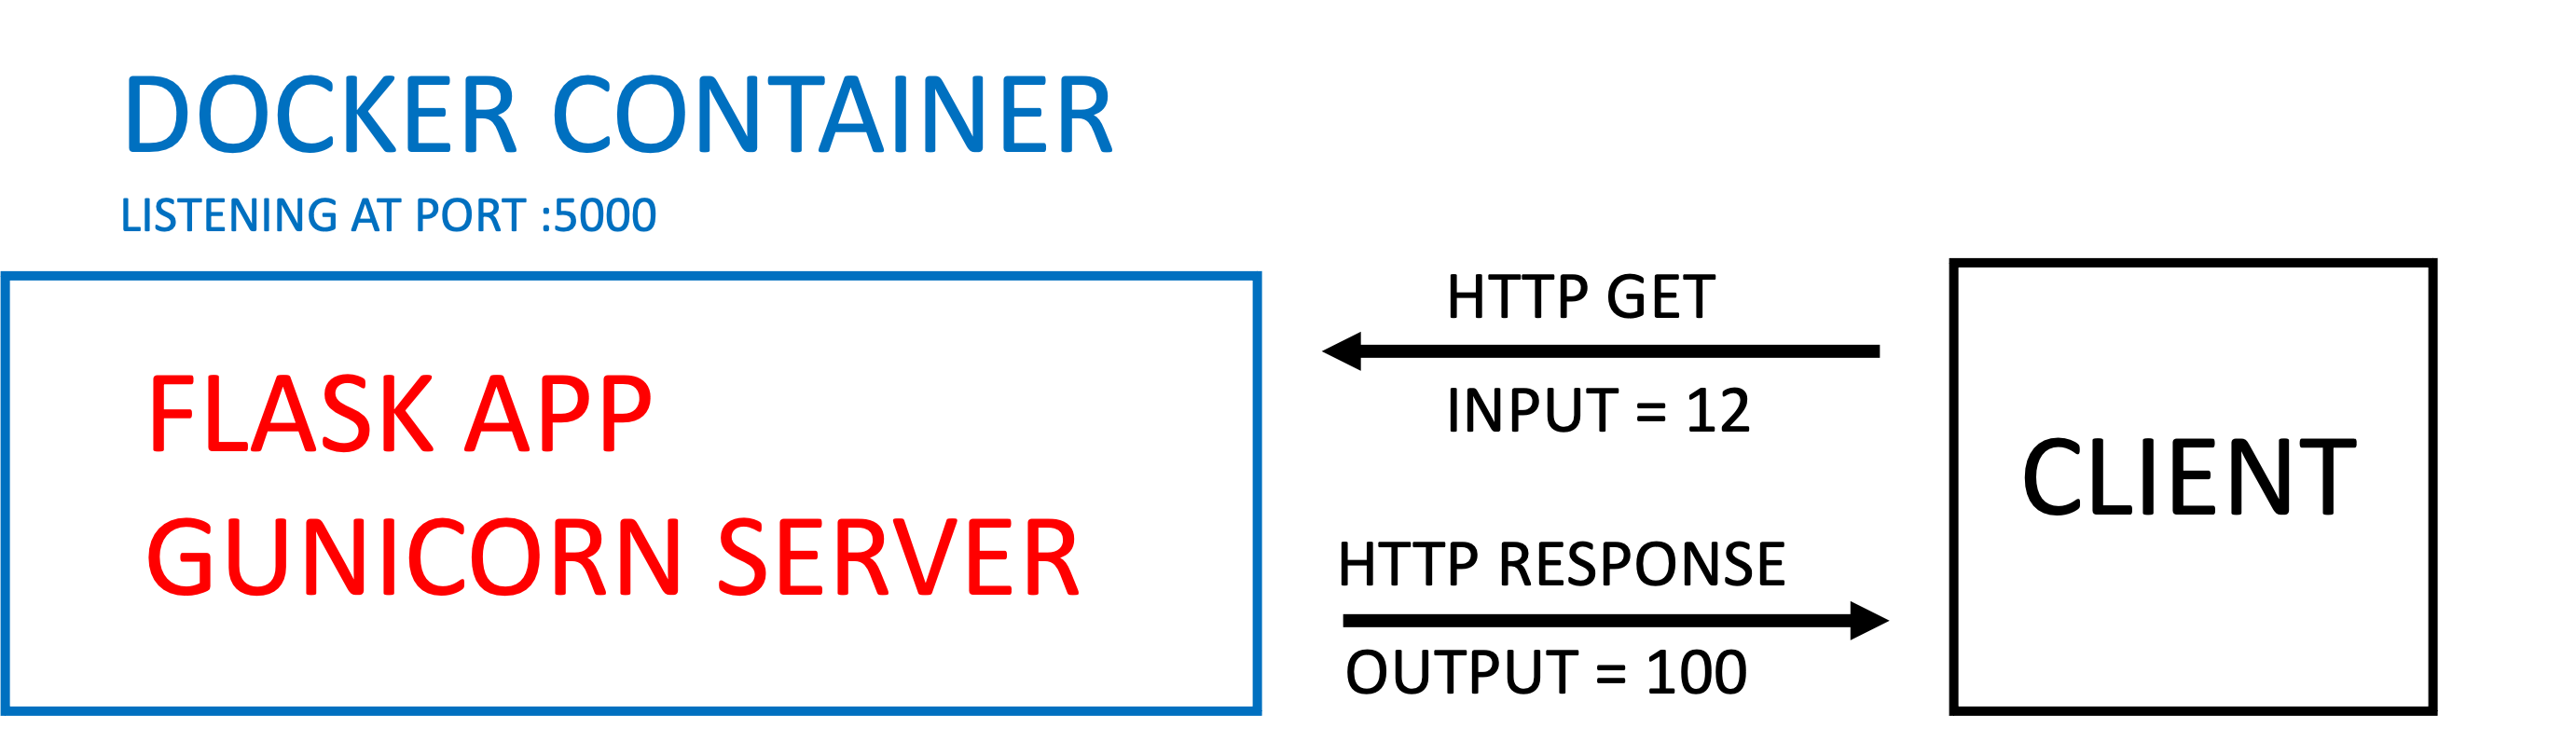 DOCKER CONTAINER
LISTENING AT PORT :5000
FLASK APP
GUNICORN SERVER
HTTP GET
INPUT = 12
HTTP RESPONSE
OUTPUT = 100
CLIENT